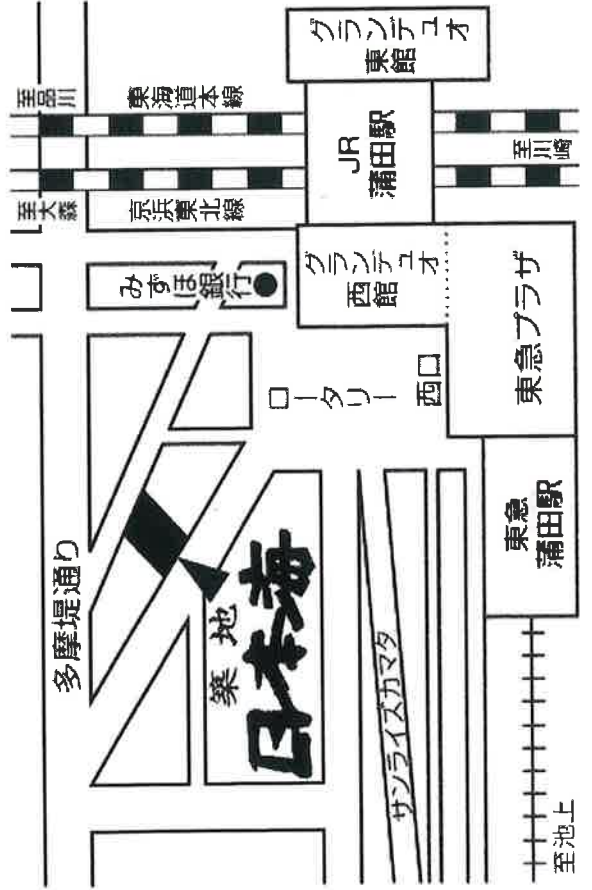 至品川
東海道本線
至大森
京浜東北線
グランデュオ
東館
JR
蒲田駅
至川崎
みずほ銀行
グランデュオ
西館
ロータリー
西口
東急プラザ
東急
蒲田駅
多摩堤通り
築地
日本海
サンライズカマタ
至池上